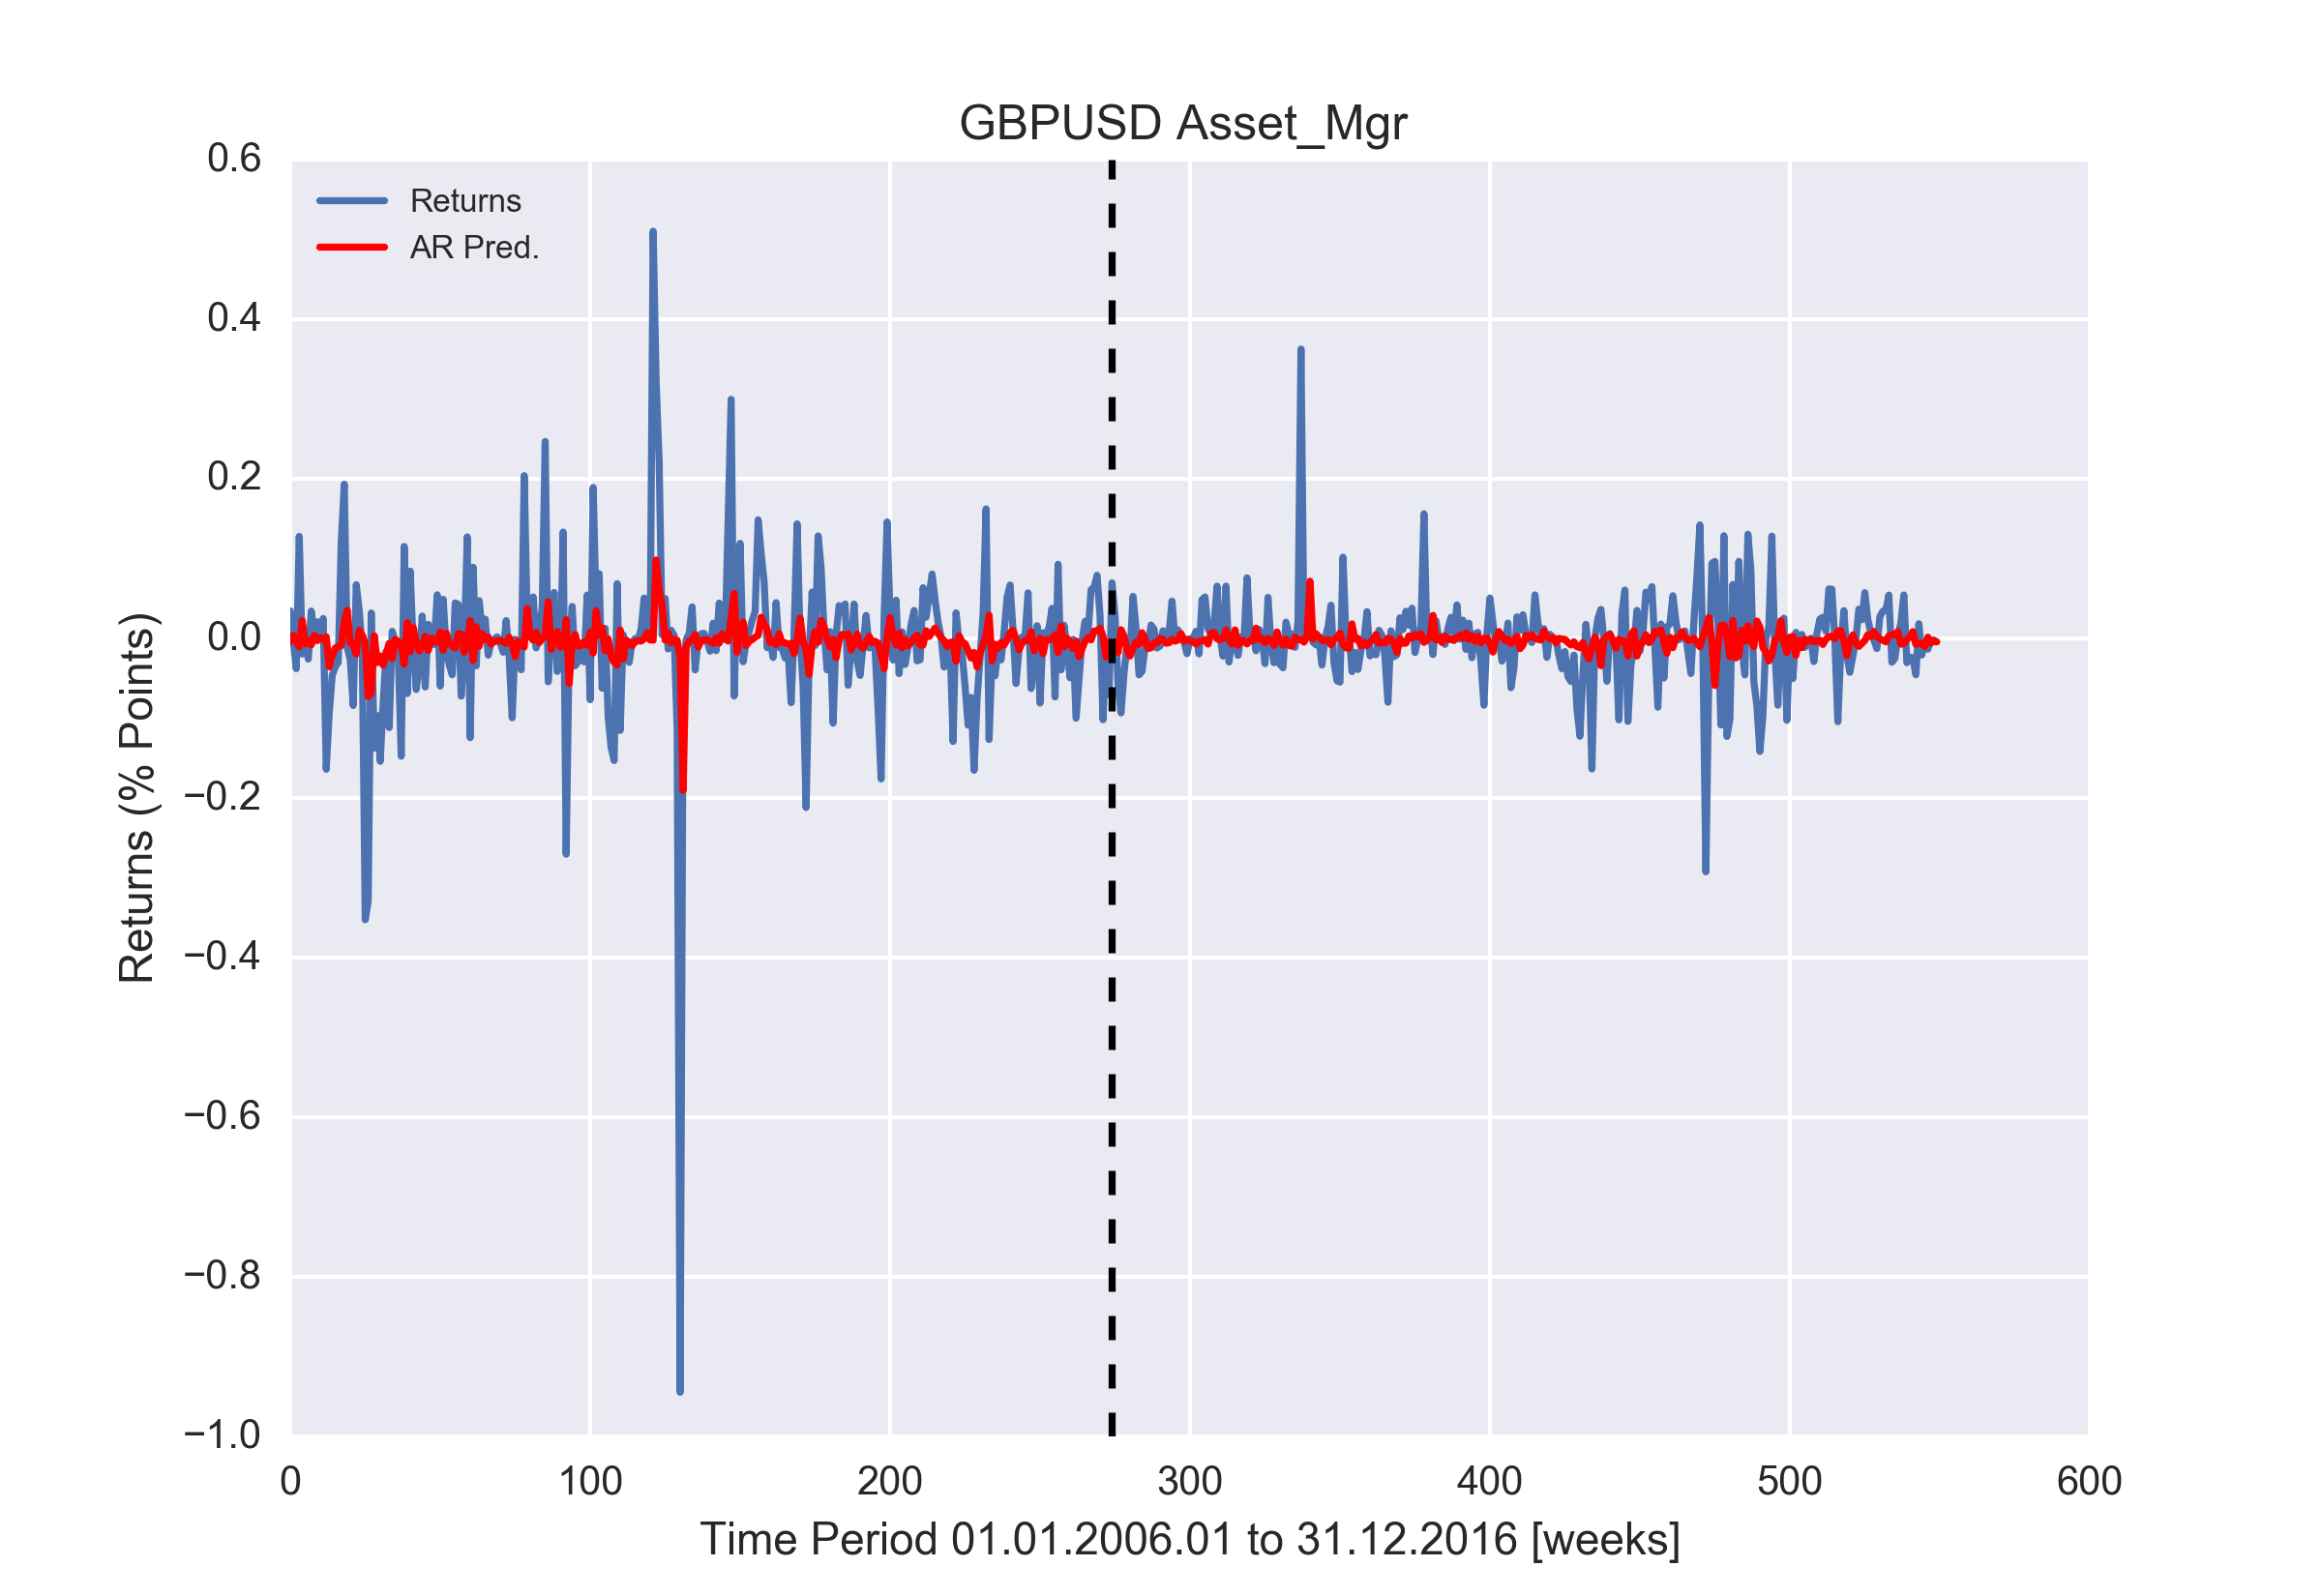 GBPUSD Asset_Mgr
Returns
AR Pred.
Returns (% Points)
0.6
0.4
0.2
0.0
−0.2
−0.4
−0.6
−0.8
−1.0
0 100 200 300 400 500 600
Time Period 01.01.2006.01 to 31.12.2016 [weeks]